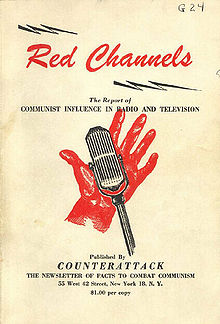 G 24
Red Channels
The Report of
COMMUNIST INFLUENCE IN RADIO AND TELEVISION
Published By
COUNTERATTACK
THE NEWSLETTER OF FACTS TO COMBAT COMMUNISM
55 West 42 Street, New York 18, N. Y.
$1.00 per copy